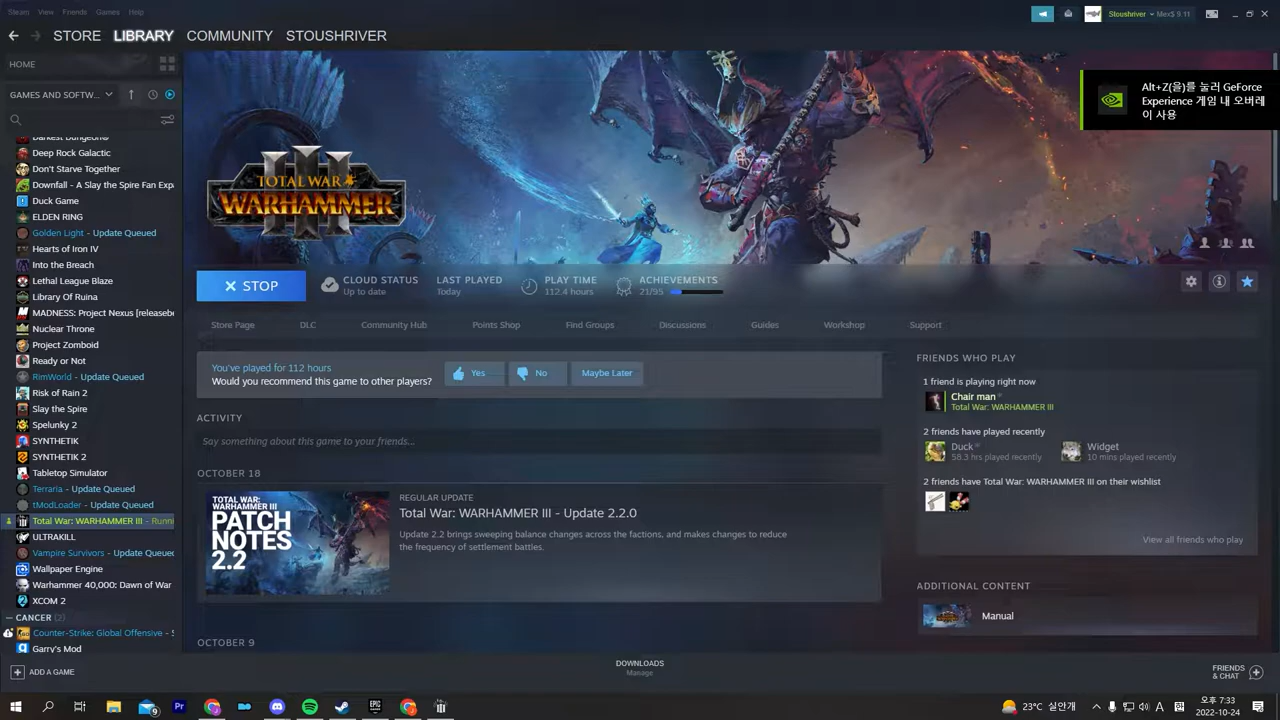 Steam View Friends Games Help
Stoushriver Mex$ 9.11
STORE LIBRARY COMMUNITY STOUSHRIVER
HOME
GAMES AND SOFTW...
Darkest Dungeon®
Deep Rock Galactic
Don't Starve Together
Downfall - A Slay the Spire Fan Expa
Duck Game
ELDEN RING
Golden Light - Update Queued
Hearts of Iron IV
Into the Breach
Lethal League Blaze
Library Of Ruina
MADNESS: Project Nexus [releasebe
Nuclear Throne
Project Zomboid
Ready or Not
RimWorld - Update Queued
Risk of Rain 2
Slay the Spire
Spelunky 2
SYNTHETIK
SYNTHETIK 2
Tabletop Simulator
Terraria - Update Queued
tModLoader - Update Queued
Total War: WARHAMMER III - Runni
ULTRAKILL
Vampire Survivors - Update Queued
Wallpaper Engine
Warhammer 40,000: Dawn of War
XCOM 2
CANCER (2)
Counter-Strike: Global Offensive - S
Garry's Mod
ADD A GAME
Alt+Z(을)를 눌러 GeForce
Experience 게임 내 오버레
이 사용
TOTAL WAR
WARHAMMER
III
STOP
CLOUD STATUS
Up to date
LAST PLAYED
Today
PLAY TIME
112.4 hours
ACHIEVEMENTS
21/95
Store Page DLC Community Hub Points Shop Find Groups Discussions Guides Workshop Support
You've played for 112 hours
Would you recommend this game to other players?
Yes No Maybe Later
ACTIVITY
Say something about this game to your friends...
OCTOBER 18
TOTAL WAR:
WARHAMMER III
PATCH
NOTES
2.2
REGULAR UPDATE
Total War: WARHAMMER III - Update 2.2.0
Update 2.2 brings sweeping balance changes across the factions, and makes changes to reduce
the frequency of settlement battles.
OCTOBER 9
FRIENDS WHO PLAY
1 friend is playing right now
Chair man
Total War: WARHAMMER III
2 friends have played recently
Duck
58.3 hrs played recently
Widget
10 mins played recently
2 friends have Total War: WARHAMMER III on their wishlist
View all friends who play
ADDITIONAL CONTENT
Manual
DOWNLOADS
Manage
FRIENDS
& CHAT
Pr
EPIC
23°C 실안개
A
오후 7:33
2022-10-24